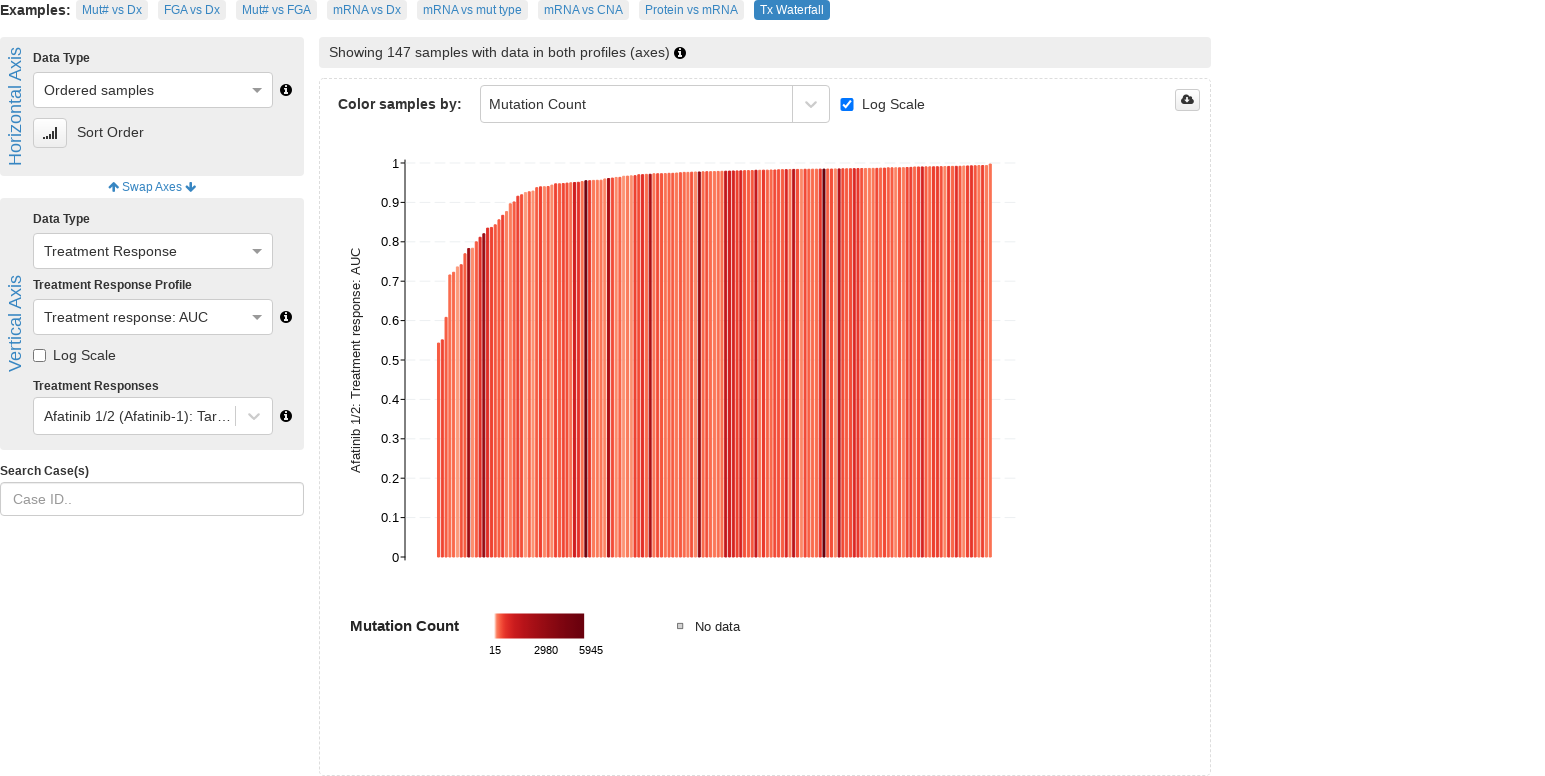 Examples: Mut# vs Dx FGA vs Dx Mut# vs FGA mRNA vs Dx mRNA vs mut type mRNA vs CNA Protein vs mRNA Tx Waterfall
Horizontal Axis
Data Type
Ordered samples
Sort Order
Swap Axes
Vertical Axis
Data Type
Treatment Response
Treatment Response Profile
Treatment response: AUC
Log Scale
Treatment Responses
Afatinib 1/2 (Afatinib-1): Tar…
Search Case(s)
Case ID..
Showing 147 samples with data in both profiles (axes)
Color samples by: Mutation Count Log Scale
Afatinib 1/2: Treatment response: AUC
1
0.9
0.8
0.7
0.6
0.5
0.4
0.3
0.2
0.1
0
Mutation Count
15 2980 5945
No data